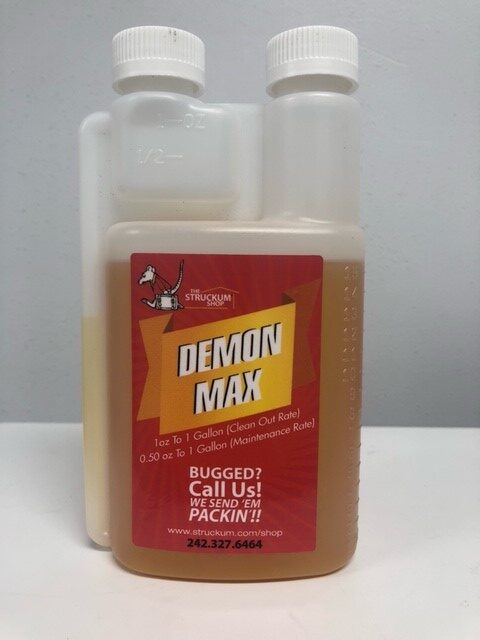 1 OZ
1/2
THE
STRUCKUM
SHOP
DEMON
MAX
1oz To 1 Gallon (Clean Out Rate)
0.50 oz To 1 Gallon (Maintenance Rate)
BUGGED?
Call Us!
WE SEND 'EM
PACKIN'!!
www.struckum.com/shop
242.327.6464